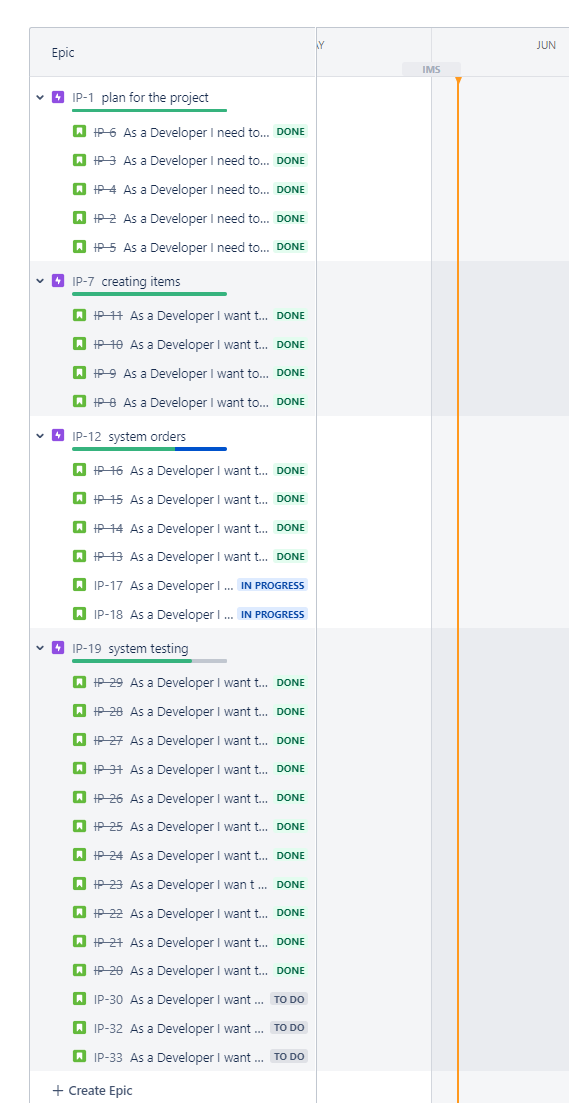 Epic
AY
JUN
IMS
IP-1 plan for the project
IP-6 As a Developer I need to... DONE
IP-3 As a Developer I need to... DONE
IP-4 As a Developer I need to... DONE
IP-2 As a Developer I need to... DONE
IP-5 As a Developer I need to... DONE
IP-7 creating items
IP-11 As a Developer I want t... DONE
IP-10 As a Developer I want t... DONE
IP-9 As a Developer I want to... DONE
IP-8 As a Developer I want to... DONE
IP-12 system orders
IP-16 As a Developer I want t... DONE
IP-15 As a Developer I want t... DONE
IP-14 As a Developer I want t... DONE
IP-13 As a Developer I want t... DONE
IP-17 As a Developer I ... IN PROGRESS
IP-18 As a Developer I ... IN PROGRESS
IP-19 system testing
IP-29 As a Developer I want t... DONE
IP-28 As a Developer I want t... DONE
IP-27 As a Developer I want t... DONE
IP-31 As a Developer I want t... DONE
IP-26 As a Developer I want t... DONE
IP-25 As a Developer I want t... DONE
IP-24 As a Developer I want t... DONE
IP-23 As a Developer I wan t ... DONE
IP-22 As a Developer I want t... DONE
IP-21 As a Developer I want t... DONE
IP-20 As a Developer I want t... DONE
IP-30 As a Developer I want ... TO DO
IP-32 As a Developer I want ... TO DO
IP-33 As a Developer I want ... TO DO
+ Create Epic